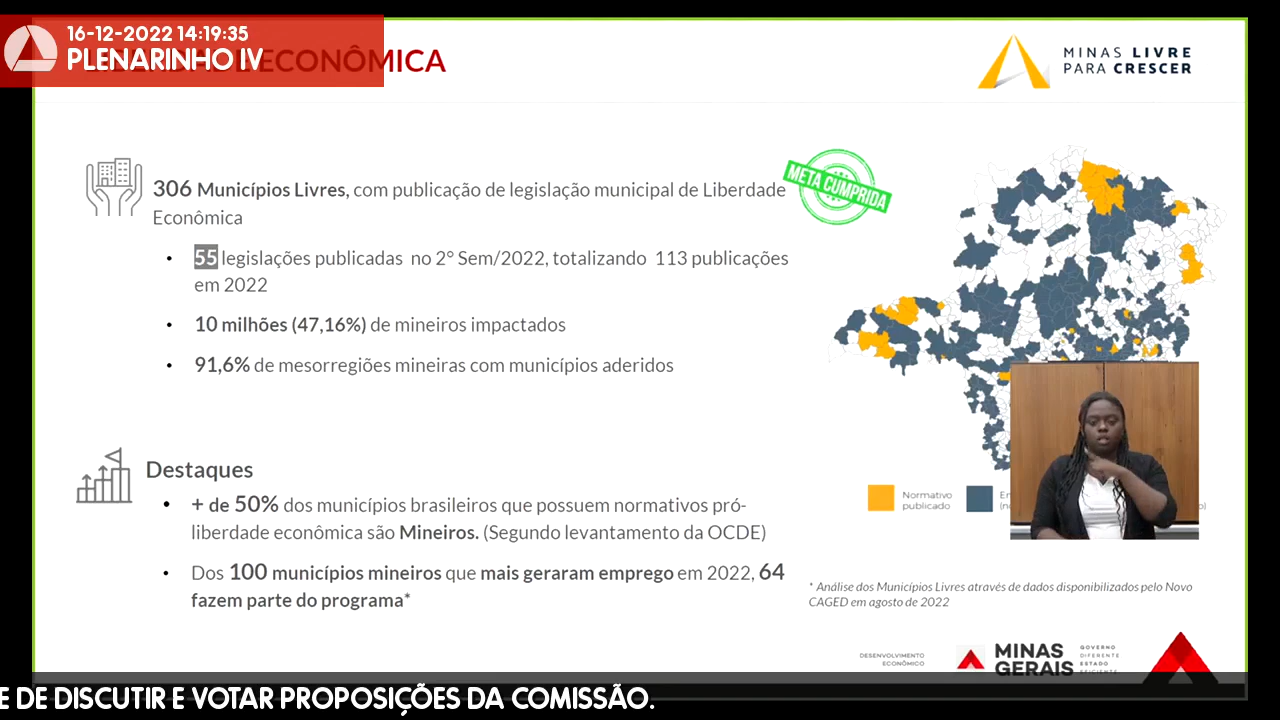 16-12-2022 14:19:35
PLENARINHO IV
ECONÔMICA
MINAS LIVRE
PARA CRESCER
306 Municípios Livres, com publicação de legislação municipal de Liberdade
Econômica
META CUMPRIDA
• 55 legislações publicadas no 2° Sem/2022, totalizando 113 publicações
em 2022
• 10 milhões (47,16%) de mineiros impactados
• 91,6% de mesorregiões mineiras com municípios aderidos
Destaques
• + de 50% dos municípios brasileiros que possuem normativos pró-
liberdade econômica são Mineiros. (Segundo levantamento da OCDE)
• Dos 100 municípios mineiros que mais geraram emprego em 2022, 64
fazem parte do programa*
Normativo
publicado
* Análise dos Municípios Livres através de dados disponibilizados pelo Novo
CAGED em agosto de 2022
DESENVOLVIMENTO
ECONÔMICO
MINAS
GERAIS
GOVERNO
DIFERENTE
ESTADO
EFICIENTE
E DE DISCUTIR E VOTAR PROPOSIÇÕES DA COMISSÃO.